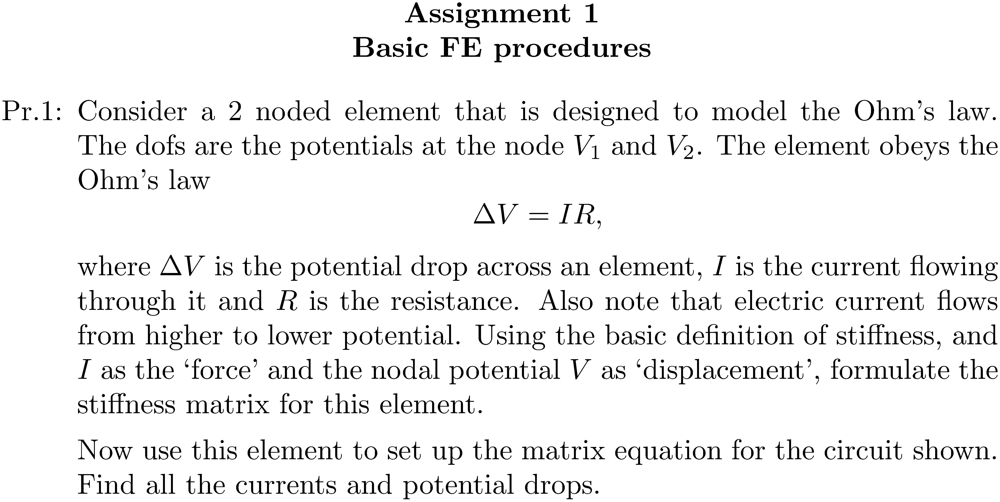 Assignment 1
Basic FE procedures
Pr.1: Consider a 2 noded element that is designed to model the Ohm's law.
The dofs are the potentials at the node V₁ and V₂. The element obeys the
Ohm's law
ΔV = IR,
where ΔV is the potential drop across an element, I is the current flowing
through it and R is the resistance. Also note that electric current flows
from higher to lower potential. Using the basic definition of stiffness, and
I as the ‘force’ and the nodal potential V as ‘displacement’, formulate the
stiffness matrix for this element.
Now use this element to set up the matrix equation for the circuit shown.
Find all the currents and potential drops.